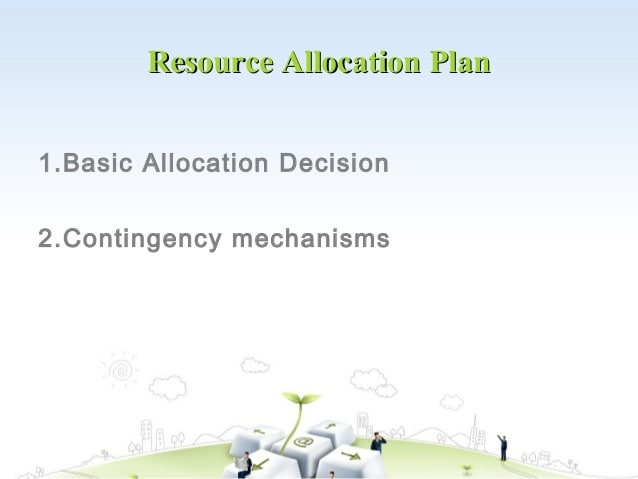 Resource Allocation Plan
1.Basic Allocation Decision
2.Contingency mechanisms
@